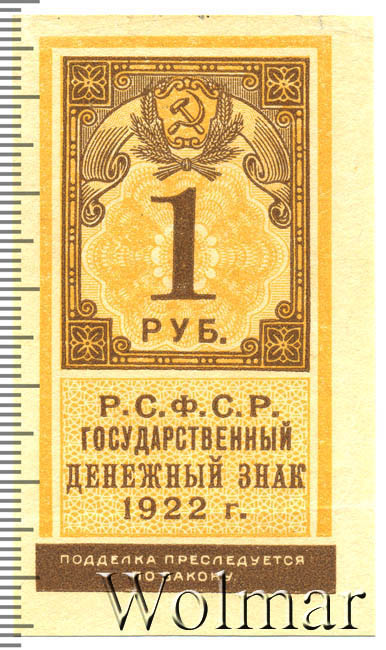 1
РУБ.
Р.С.Ф.С.Р.
ГОСУДАРСТВЕННЫЙ
ДЕНЕЖНЫЙ ЗНАК
1922 г.
ПОДДЕЛКА ПРЕСЛЕДУЕТСЯ
ПО ЗАКОНУ
Wolmar